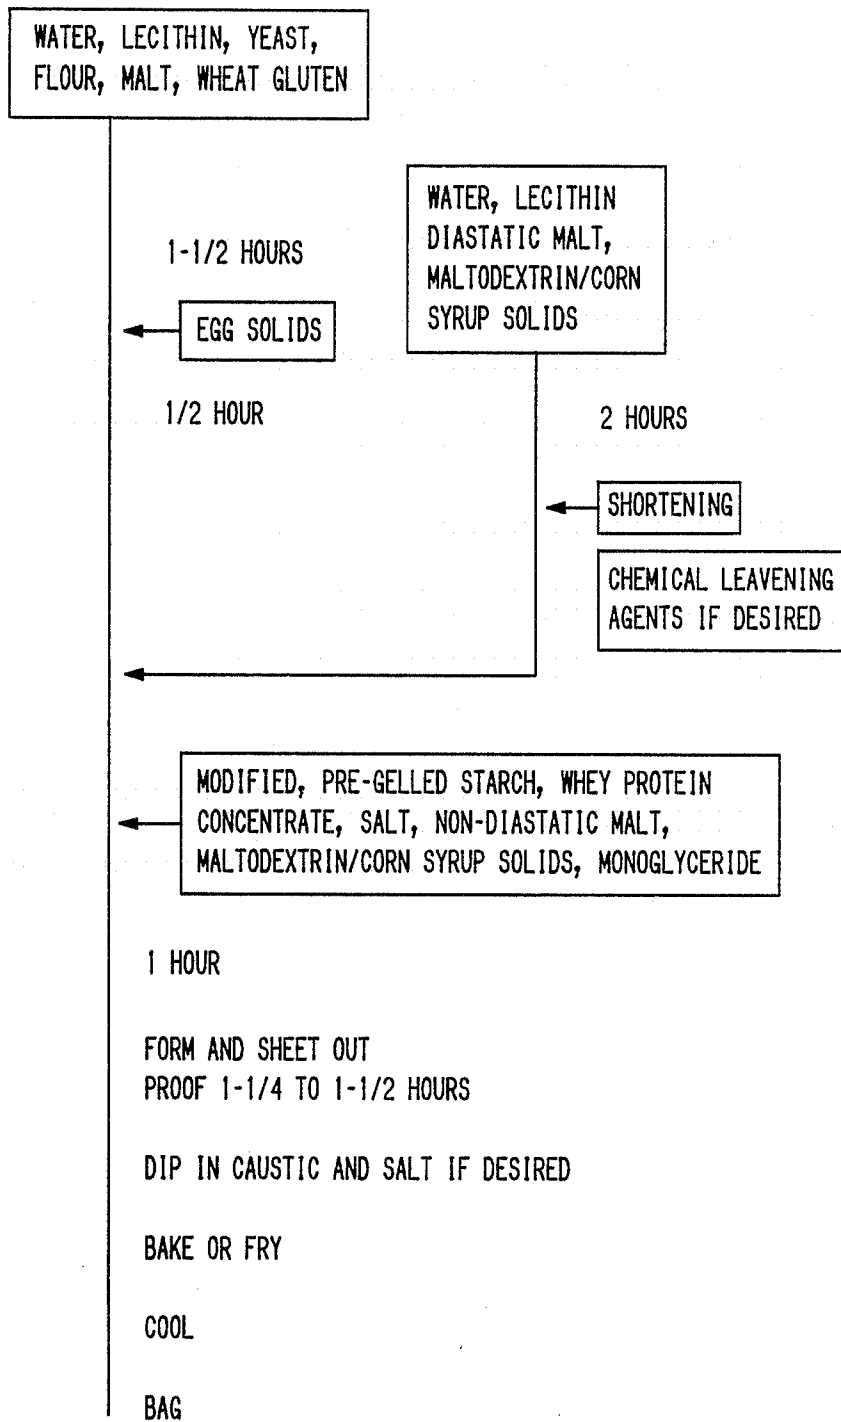 WATER, LECITHIN, YEAST,
FLOUR, MALT, WHEAT GLUTEN
WATER, LECITHIN
DIASTATIC MALT,
MALTODEXTRIN/CORN
SYRUP SOLIDS
1-1/2 HOURS
EGG SOLIDS
1/2 HOUR
2 HOURS
SHORTENING
CHEMICAL LEAVENING
AGENTS IF DESIRED
MODIFIED, PRE-GELLED STARCH, WHEY PROTEIN
CONCENTRATE, SALT, NON-DIASTATIC MALT,
MALTODEXTRIN/CORN SYRUP SOLIDS, MONOGLYCERIDE
1 HOUR
FORM AND SHEET OUT
PROOF 1-1/4 TO 1-1/2 HOURS
DIP IN CAUSTIC AND SALT IF DESIRED
BAKE OR FRY
COOL
BAG